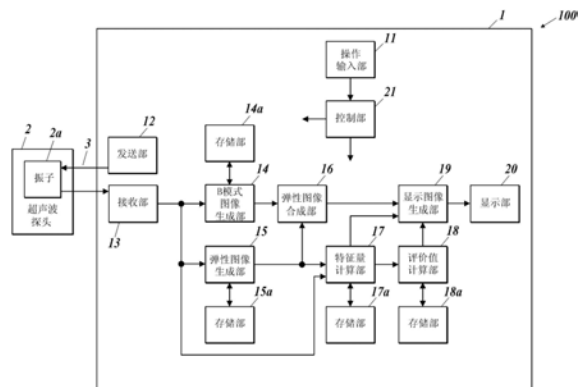 1
100
11
操作
输入部
21
控制部
2
2a
3
12
14a
振子
超声波
探头
发送部
存储部
14
16
19
20
接收部
13
B模式
图像
生成部
弹性图像
合成部
显示图像
生成部
显示部
15
17
18
弹性图像
生成部
特征量
计算部
评价值
计算部
15a
17a
18a
存储部
存储部
存储部